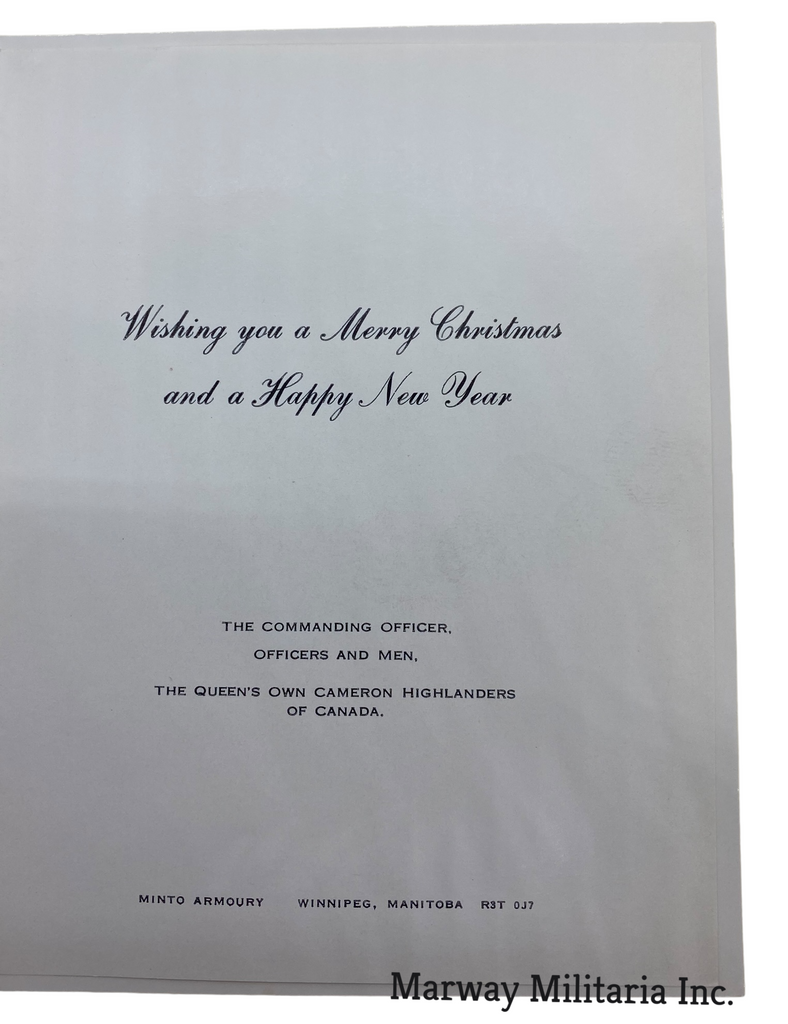 Wishing you a Merry Christmas
and a Happy New Year
THE COMMANDING OFFICER,
OFFICERS AND MEN,
THE QUEEN'S OWN CAMERON HIGHLANDERS
OF CANADA.
MINTO ARMOURY WINNIPEG, MANITOBA R3T 0J7
Marway Militaria Inc.